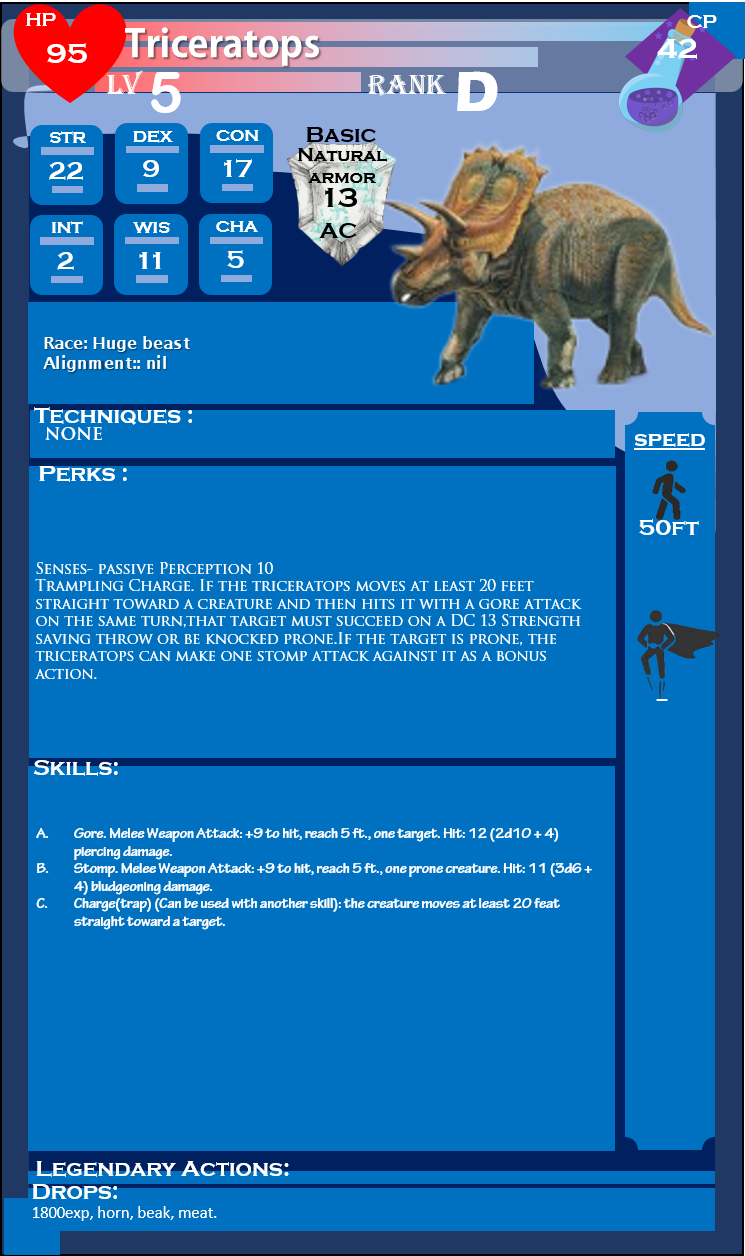 HP
95
Triceratops
CP
42
LV 5
RANK D
STR
22
DEX
9
CON
17
INT
2
WIS
11
CHA
5
Basic
Natural
armor
13
AC
Race: Huge beast
Alignment:: nil
Techniques :
NONE
SPEED
50FT
–
Perks :
Senses- passive Perception 10
Trampling Charge. If the triceratops moves at least 20 feet
straight toward a creature and then hits it with a gore attack
on the same turn,that target must succeed on a DC 13 Strength
saving throw or be knocked prone.If the target is prone, the
triceratops can make one stomp attack against it as a bonus
action.
Skills:
A. Gore. Melee Weapon Attack: +9 to hit, reach 5 ft., one target. Hit: 12 (2d10 + 4)
piercing damage.
B. Stomp. Melee Weapon Attack: +9 to hit, reach 5 ft., one prone creature. Hit: 11 (3d6 +
4) bludgeoning damage.
C. Charge(trap) (Can be used with another skill): the creature moves at least 20 feat
straight toward a target.
Legendary Actions:
Drops:
1800exp, horn, beak, meat.